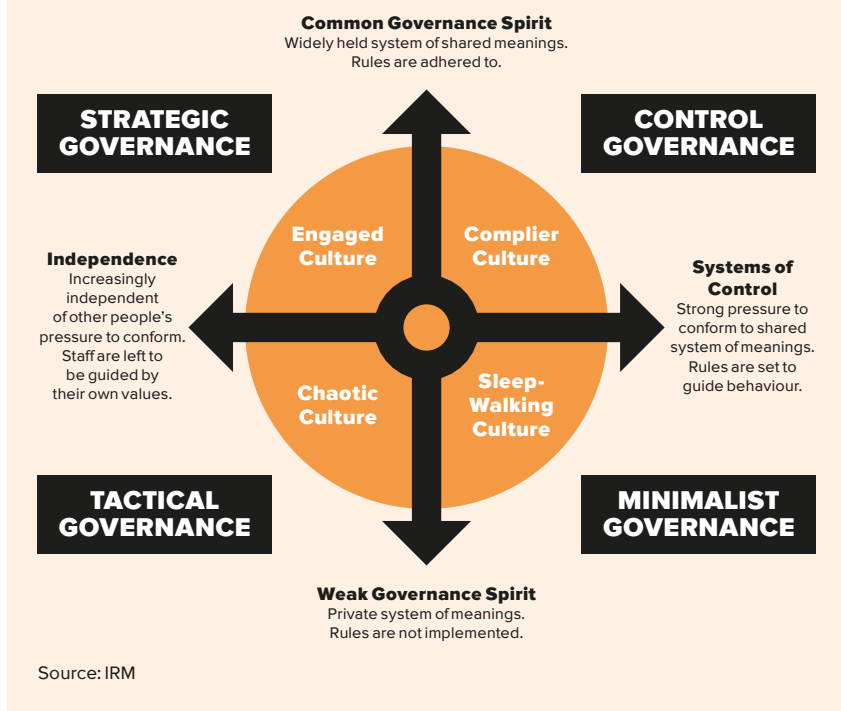 Common Governance Spirit
Widely held system of shared meanings.
Rules are adhered to.
STRATEGIC
GOVERNANCE
CONTROL
GOVERNANCE
Engaged
Culture
Complier
Culture
Independence
Increasingly
independent
of other people's
pressure to conform.
Staff are left to
be guided by
their own values.
Systems of
Control
Strong pressure to
conform to shared
system of meanings.
Rules are set to
guide behaviour.
Chaotic
Culture
Sleep-
Walking
Culture
TACTICAL
GOVERNANCE
MINIMALIST
GOVERNANCE
Weak Governance Spirit
Private system of meanings.
Rules are not implemented.
Source: IRM